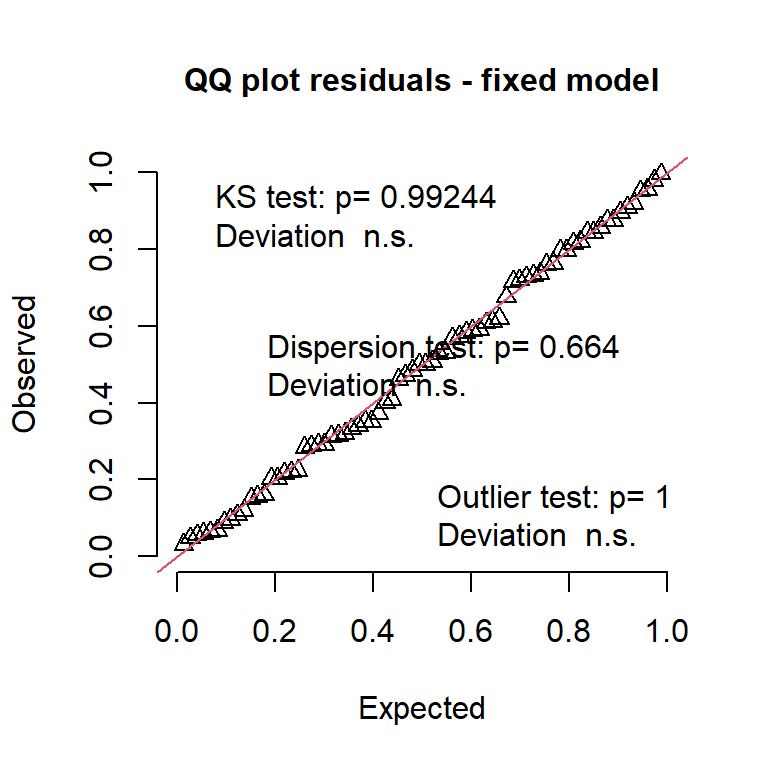 QQ plot residuals - fixed model
KS test: p= 0.99244
Deviation n.s.
Dispersion test: p= 0.664
Deviation n.s.
Outlier test: p= 1
Deviation n.s.
Observed
0.0 0.2 0.4 0.6 0.8 1.0
0.0 0.2 0.4 0.6 0.8 1.0
Expected